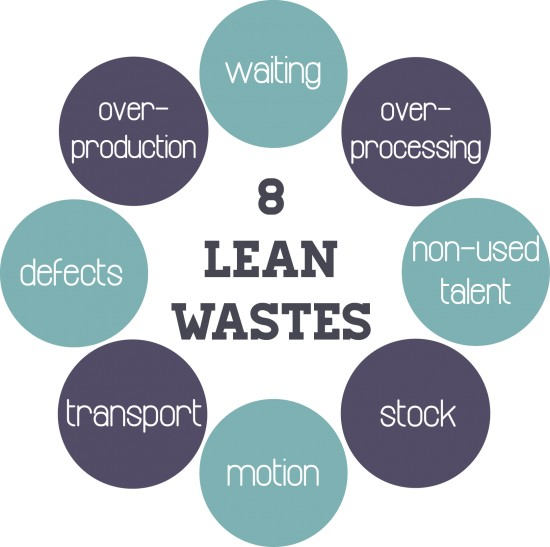 waiting
over-
processing
non-used
talent
stock
motion
transport
defects
over-
production
8
LEAN
WASTES